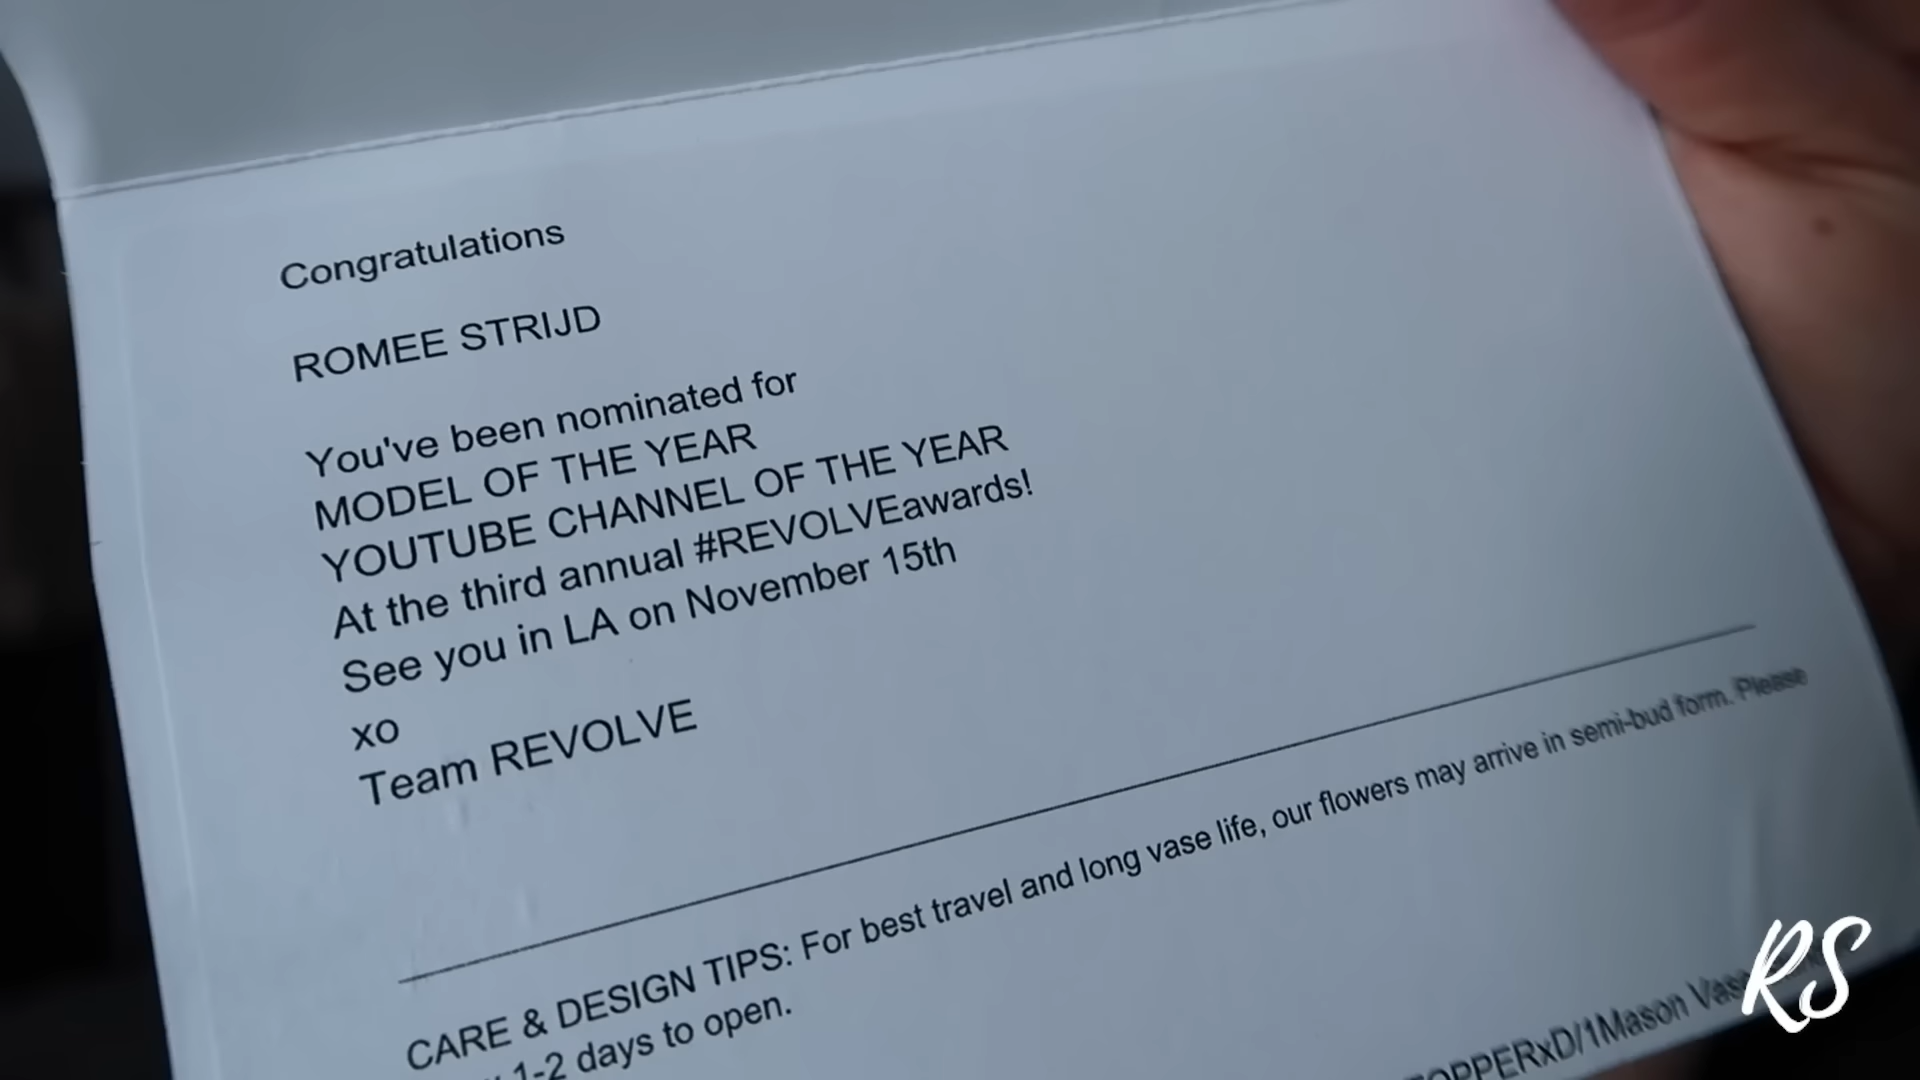 Congratulations
ROMEE STRIJD
You've been nominated for
MODEL OF THE YEAR
YOUTUBE CHANNEL OF THE YEAR
At the third annual #REVOLVEawards!
See you in LA on November 15th
xo
Team REVOLVE
CARE & DESIGN TIPS: For best travel and long vase life, our flowers may arrive in semi-bud form. Please
1-2 days to open.
RS